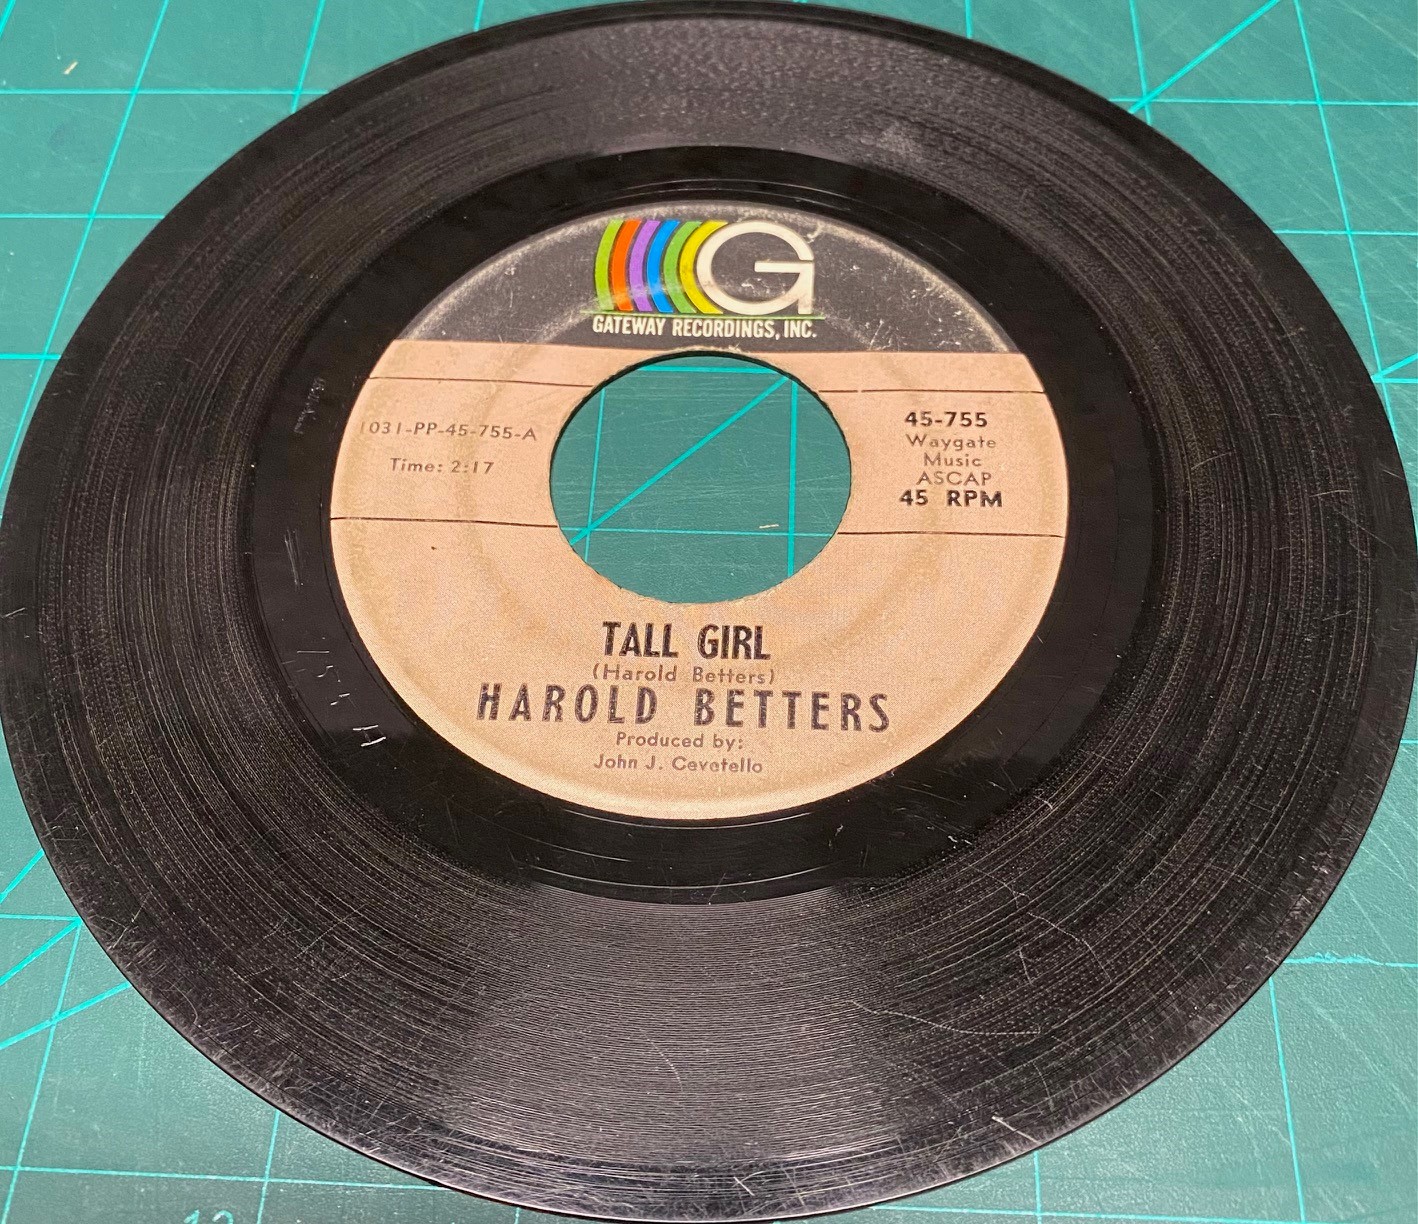 G
GATEWAY RECORDINGS, INC.
1031-PP-45-755-A
Time: 2:17
45-755
Waygate
Music
ASCAP
45 RPM
TALL GIRL
(Harold Betters)
HAROLD BETTERS
Produced by:
John J. Cevetello